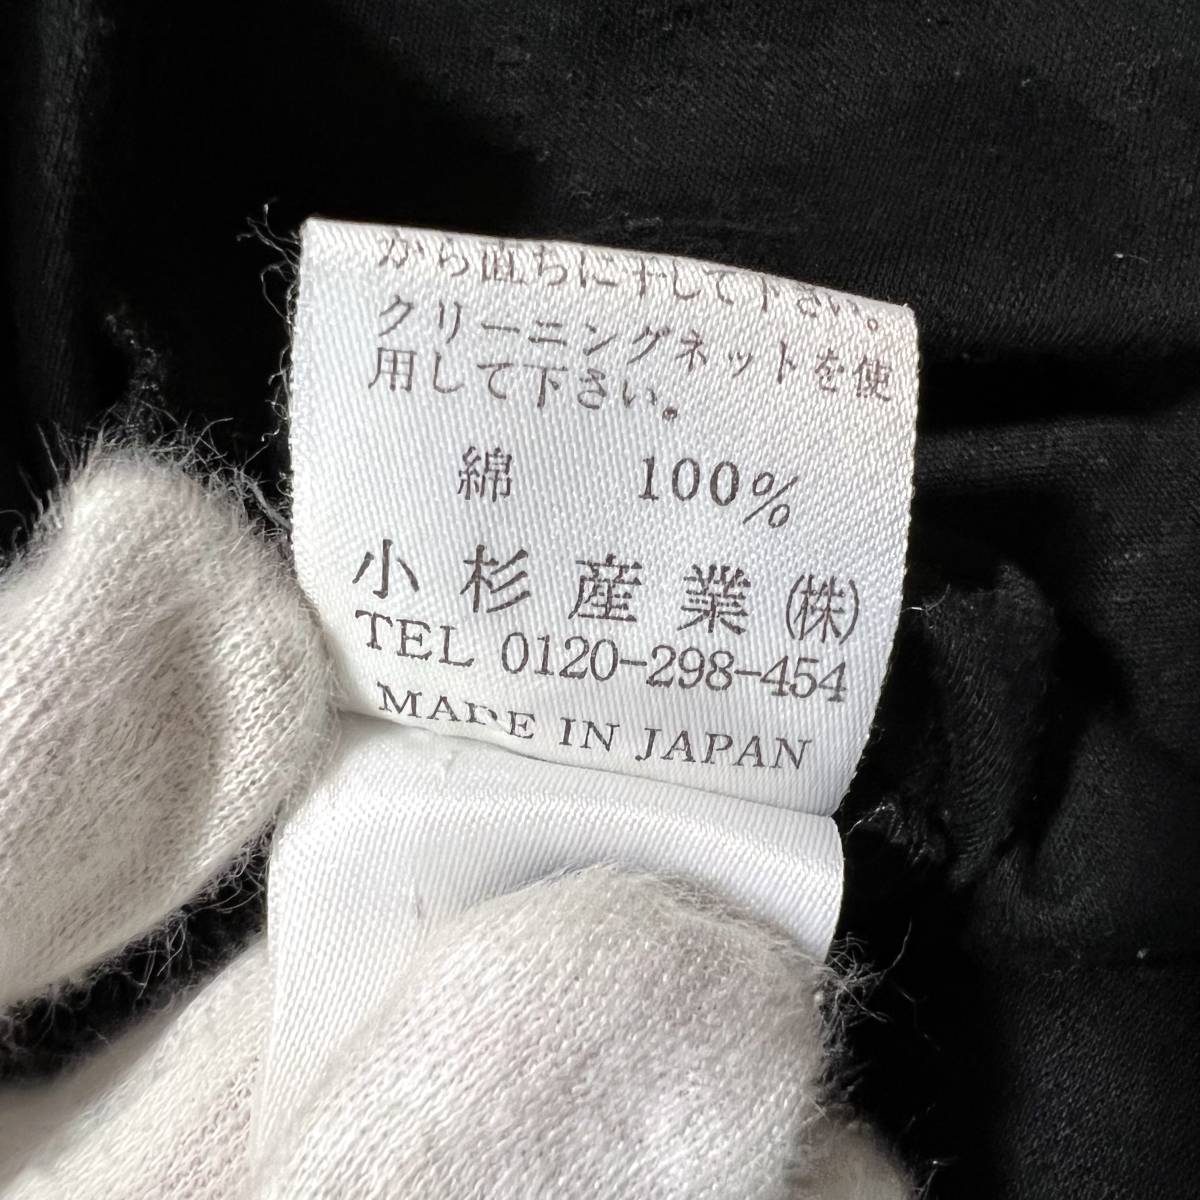 から直ちに干して下さい。
クリーニングネットを使
用して下さい。
綿 100%
小杉産業(株)
TEL 0120-298-454
MADE IN JAPAN